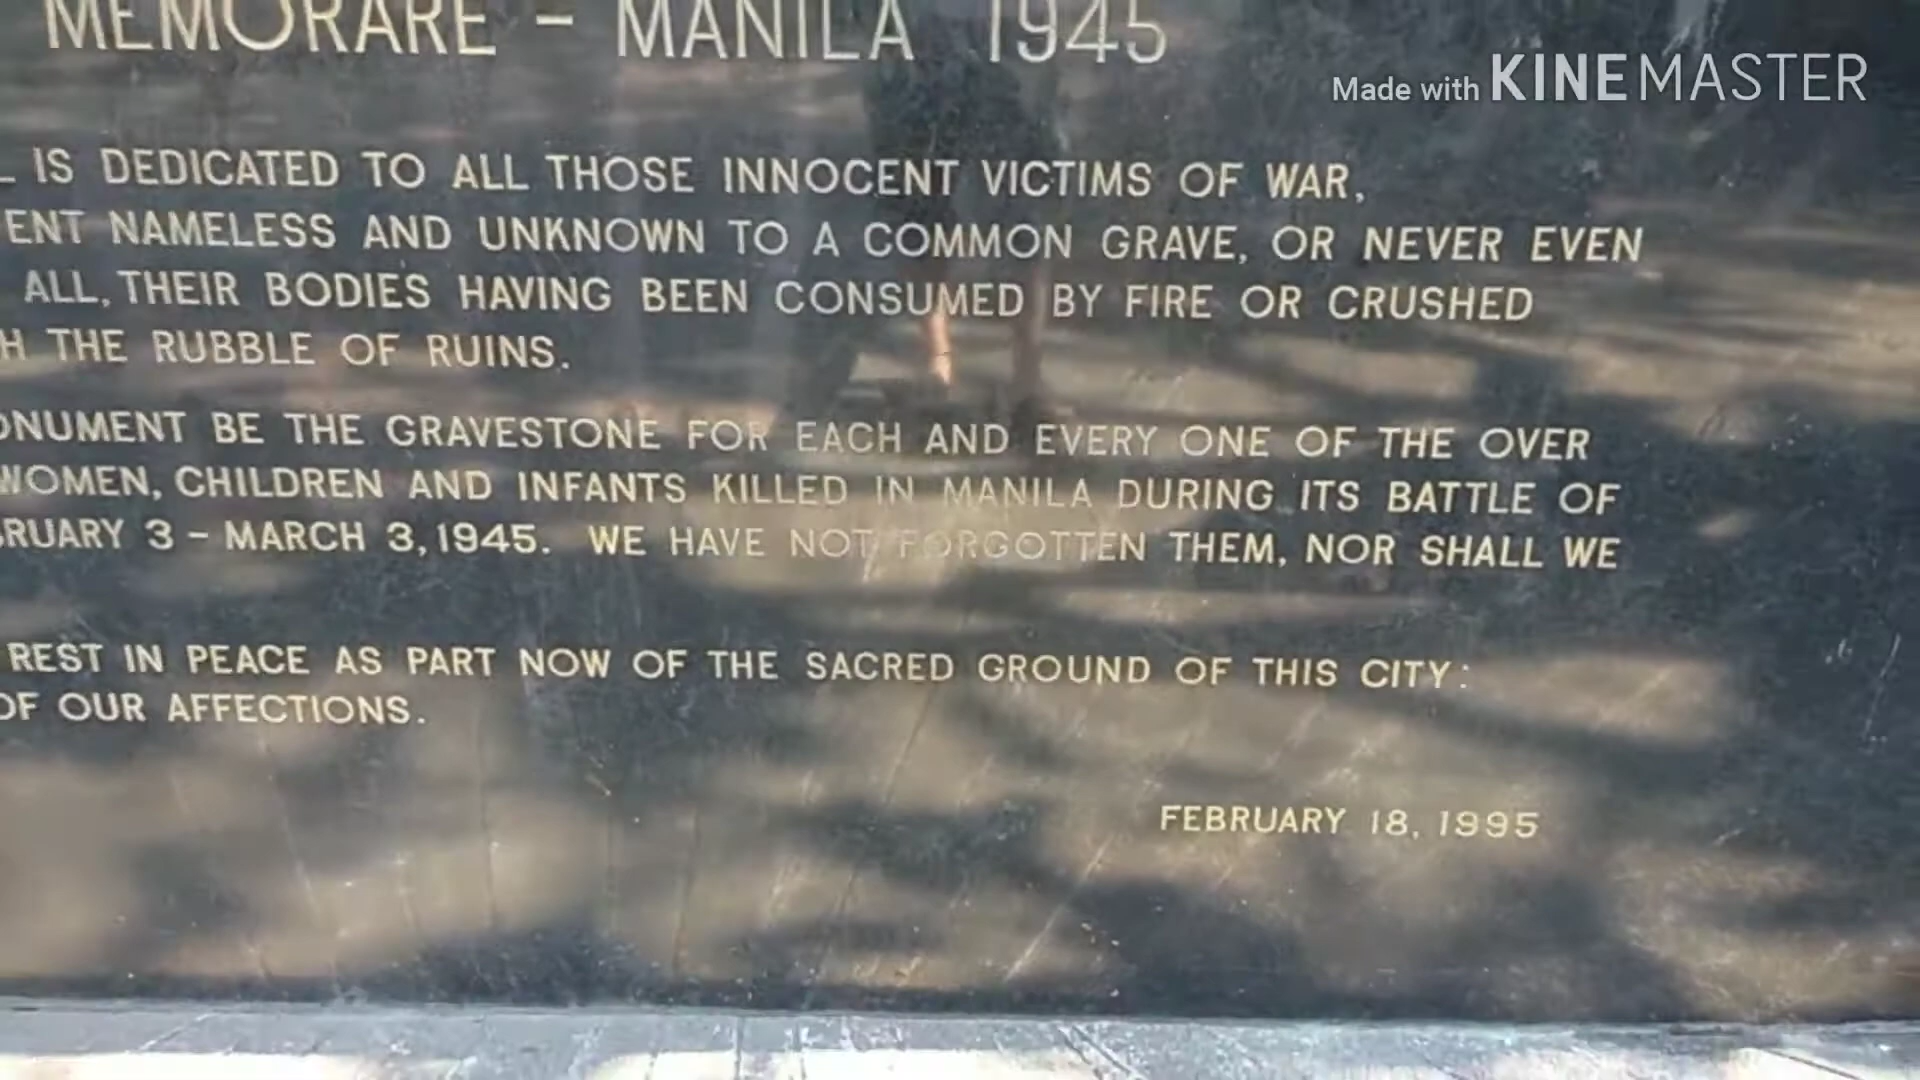 MEMORARE - MANILA 1945
Made with KINEMASTER
IS DEDICATED TO ALL THOSE INNOCENT VICTIMS OF WAR,
ENT NAMELESS AND UNKNOWN TO A COMMON GRAVE, OR NEVER EVEN
ALL, THEIR BODIES HAVING BEEN CONSUMED BY FIRE OR CRUSHED
H THE RUBBLE OF RUINS.
ONUMENT BE THE GRAVESTONE FOR EACH AND EVERY ONE OF THE OVER
WOMEN, CHILDREN AND INFANTS KILLED IN MANILA DURING ITS BATTLE OF
RUARY 3 - MARCH 3, 1945. WE HAVE NOT FORGOTTEN THEM, NOR SHALL WE
REST IN PEACE AS PART NOW OF THE SACRED GROUND OF THIS CITY:
OF OUR AFFECTIONS.
FEBRUARY 18, 1995